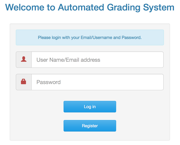 Welcome to Automated Grading System
Please login with your Email/Username and Password.
User Name/Email address
Password
Log in
Register